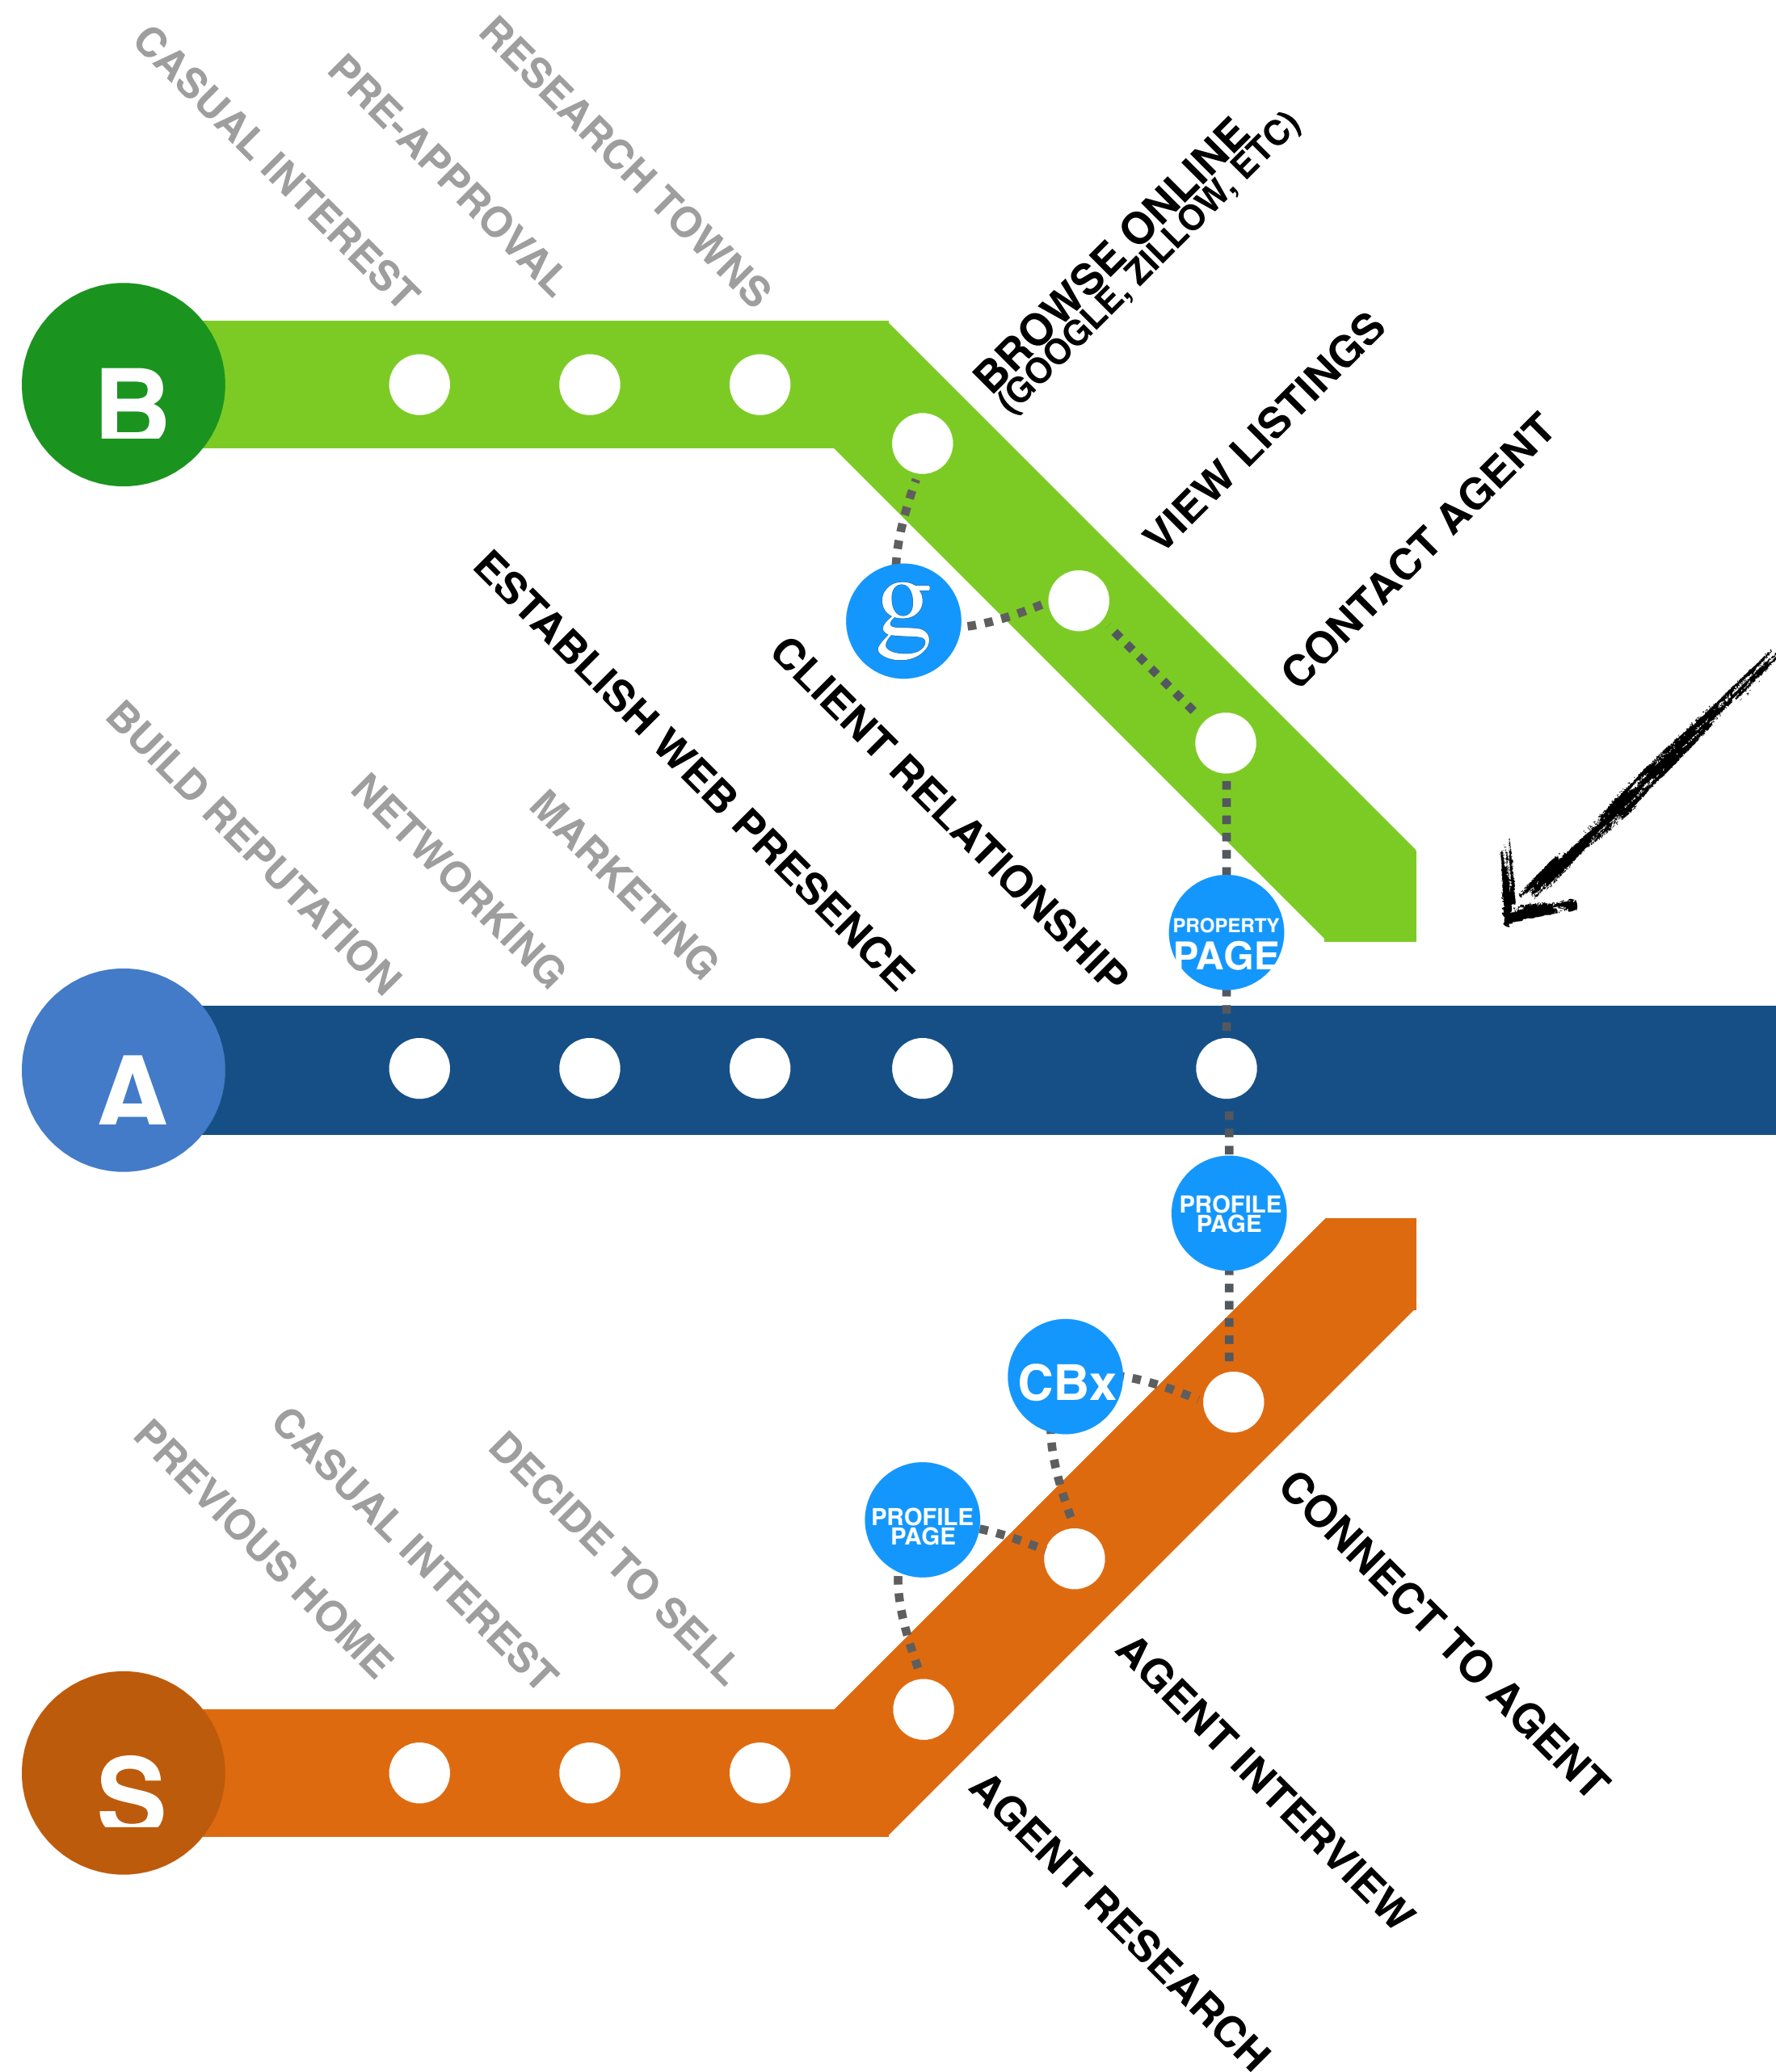 CASUAL INTEREST
PRE-APPROVAL
RESEARCH TOWNS
BROWSE ONLINE
(GOOGLE, ZILLOW, ETC)
VIEW LISTINGS
CONTACT AGENT
B
g
ESTABLISH WEB PRESENCE
CLIENT RELATIONSHIP
BUILD REPUTATION
NETWORKING
MARKETING
PROPERTY
PAGE
A
PROFILE
PAGE
CBx
PROFILE
PAGE
PREVIOUS HOME
CASUAL INTEREST
DECIDE TO SELL
S
CONNECT TO AGENT
AGENT INTERVIEW
AGENT RESEARCH